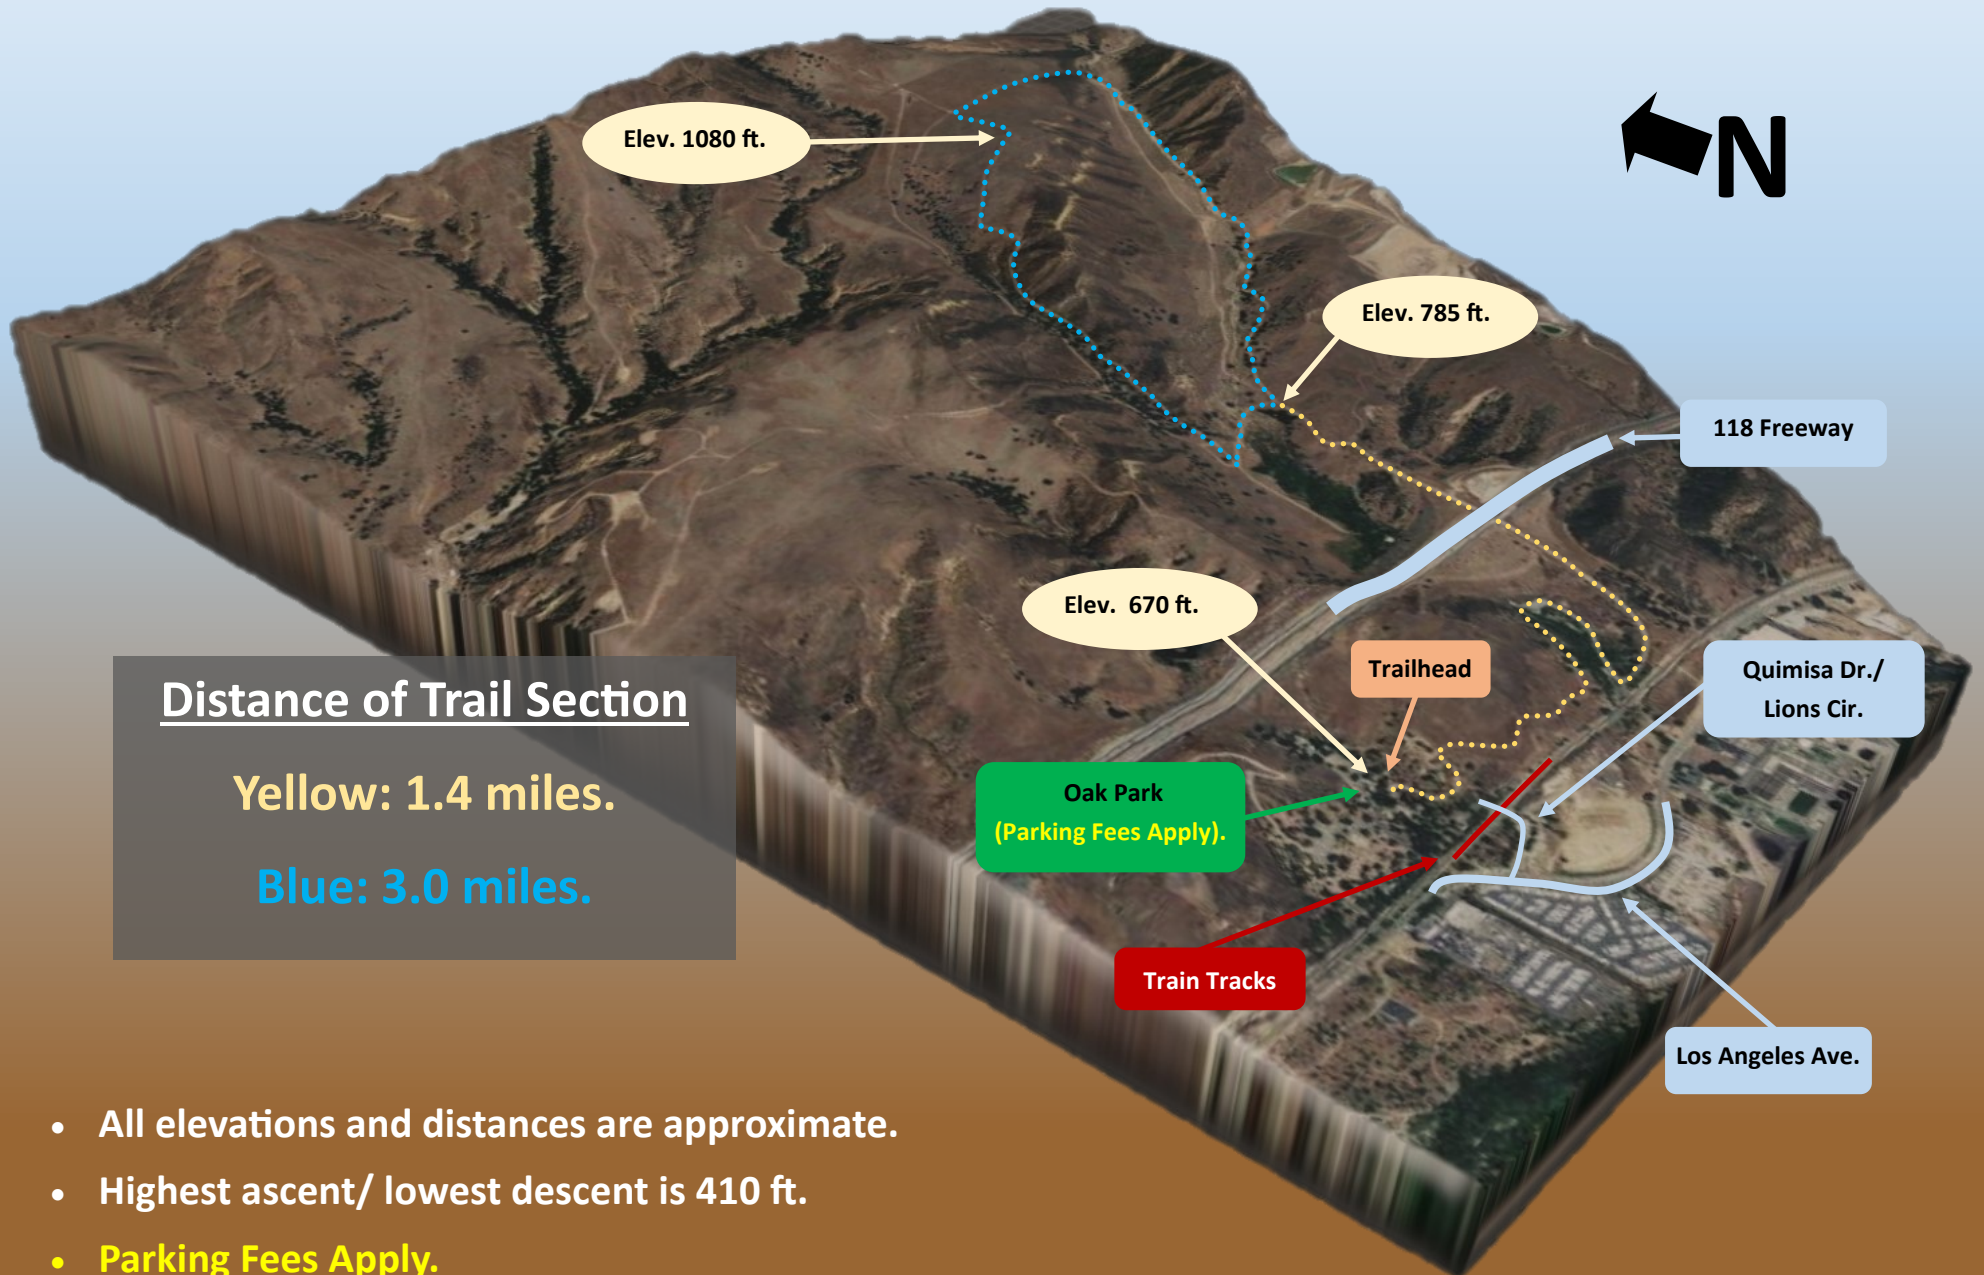 Elev. 1080 ft.
N
Elev. 785 ft.
118 Freeway
Elev. 670 ft.
Trailhead
Quimisa Dr./
Lions Cir.
Distance of Trail Section
Yellow: 1.4 miles.
Blue: 3.0 miles.
Oak Park
(Parking Fees Apply).
Train Tracks
Los Angeles Ave.
• All elevations and distances are approximate.
• Highest ascent/ lowest descent is 410 ft.
• Parking Fees Apply.